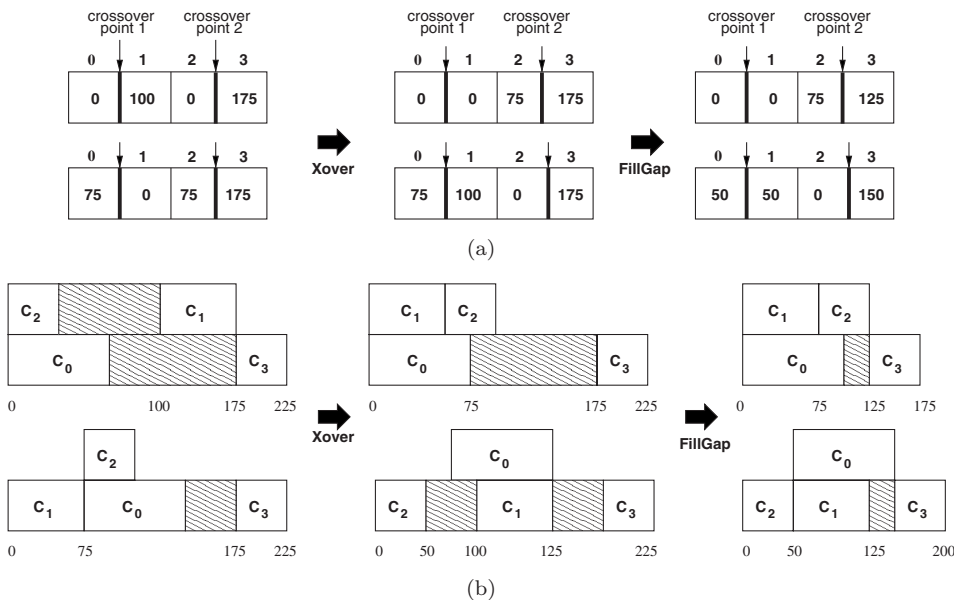 crossover point 1
crossover point 2
0 1 2 3
0 100 0 175
0 1 2 3
75 0 75 175
Xover
crossover point 1
crossover point 2
0 1 2 3
0 0 75 175
0 1 2 3
75 100 0 175
FillGap
crossover point 1
crossover point 2
0 1 2 3
0 0 75 125
0 1 2 3
50 50 0 150
(a)
C2 C1
C0 C3
0 100 175 225
C2
C1 C0 C3
0 75 175 225
Xover
C1 C2
C0 C3
0 75 175 225
C0
C2 C1 C3
0 50 100 125 225
FillGap
C1 C2
C0 C3
0 75 125 175
C0
C2 C1 C3
0 50 125 200
(b)